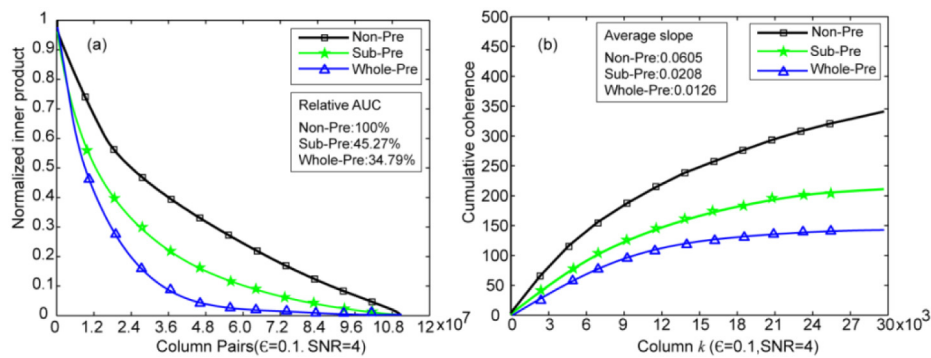 1
0.9
0.8
0.7
0.6
0.5
0.4
0.3
0.2
0.1
0
Normalized inner product
(a)
Non-Pre
Sub-Pre
Whole-Pre
Relative AUC
Non-Pre:100%
Sub-Pre:45.27%
Whole-Pre:34.79%
0 1.2 2.4 3.6 4.8 6.0 7.2 8.4 9.6 10.8 12×10⁷
Column Pairs(Є=0.1. SNR=4)
500
450
400
350
300
250
200
150
100
50
0
Cumulative coherence
(b)
Average slope
Non-Pre:0.0605
Sub-Pre:0.0208
Whole-Pre:0.0126
Non-Pre
Sub-Pre
Whole-Pre
0 3 6 9 12 15 18 21 24 27 30×10³
Column k (Є=0.1,SNR=4)